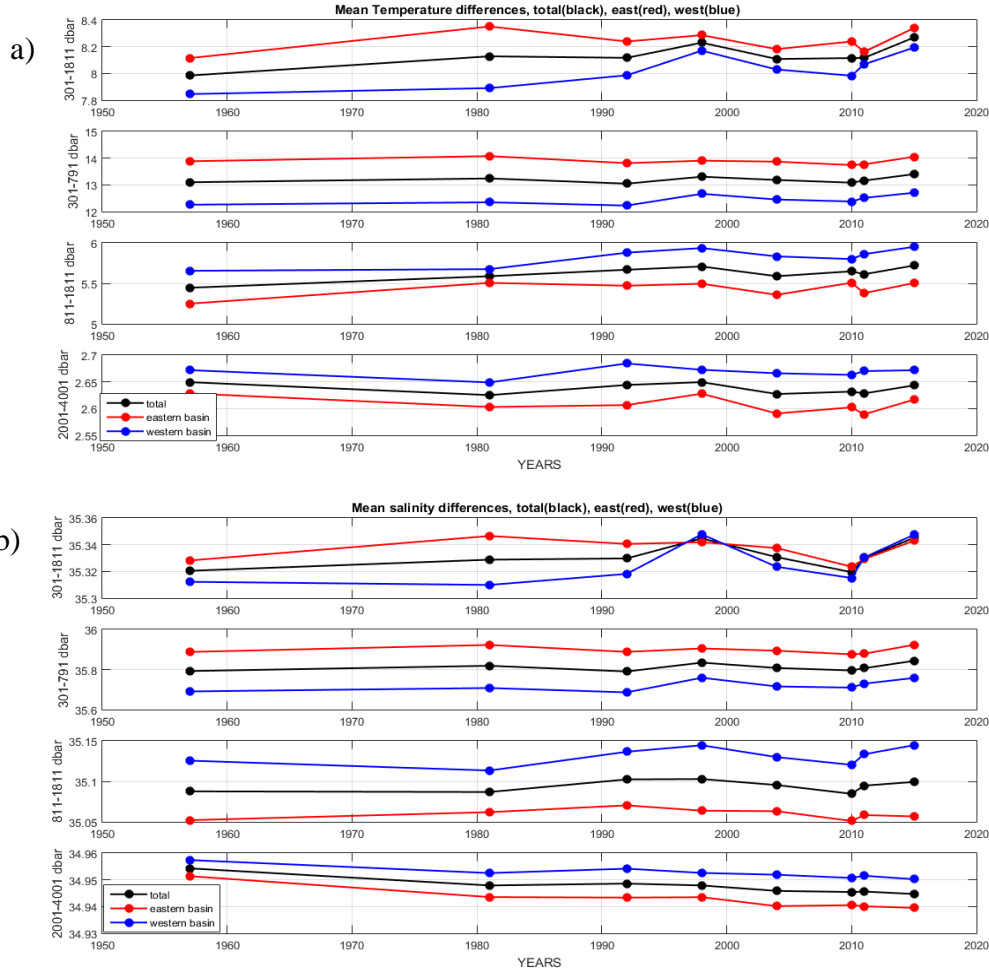 Mean Temperature differences, total(black), east(red), west(blue)
a)
301-1811 dbar
8.4
8.2
8
7.8
1950 1960 1970 1980 1990 2000 2010 2020
301-791 dbar
15
14
13
12
1950 1960 1970 1980 1990 2000 2010 2020
811-1811 dbar
6
5.5
5
1950 1960 1970 1980 1990 2000 2010 2020
2001-4001 dbar
2.7
2.65
2.6
2.55
total
eastern basin
western basin
1950 1960 1970 1980 1990 2000 2010 2020
YEARS
Mean salinity differences, total(black), east(red), west(blue)
b)
301-1811 dbar
35.36
35.34
35.32
35.3
1950 1960 1970 1980 1990 2000 2010 2020
301-791 dbar
36
35.8
35.6
1950 1960 1970 1980 1990 2000 2010 2020
811-1811 dbar
35.15
35.1
35.05
1950 1960 1970 1980 1990 2000 2010 2020
2001-4001 dbar
34.96
34.95
34.94
34.93
total
eastern basin
western basin
1950 1960 1970 1980 1990 2000 2010 2020
YEARS